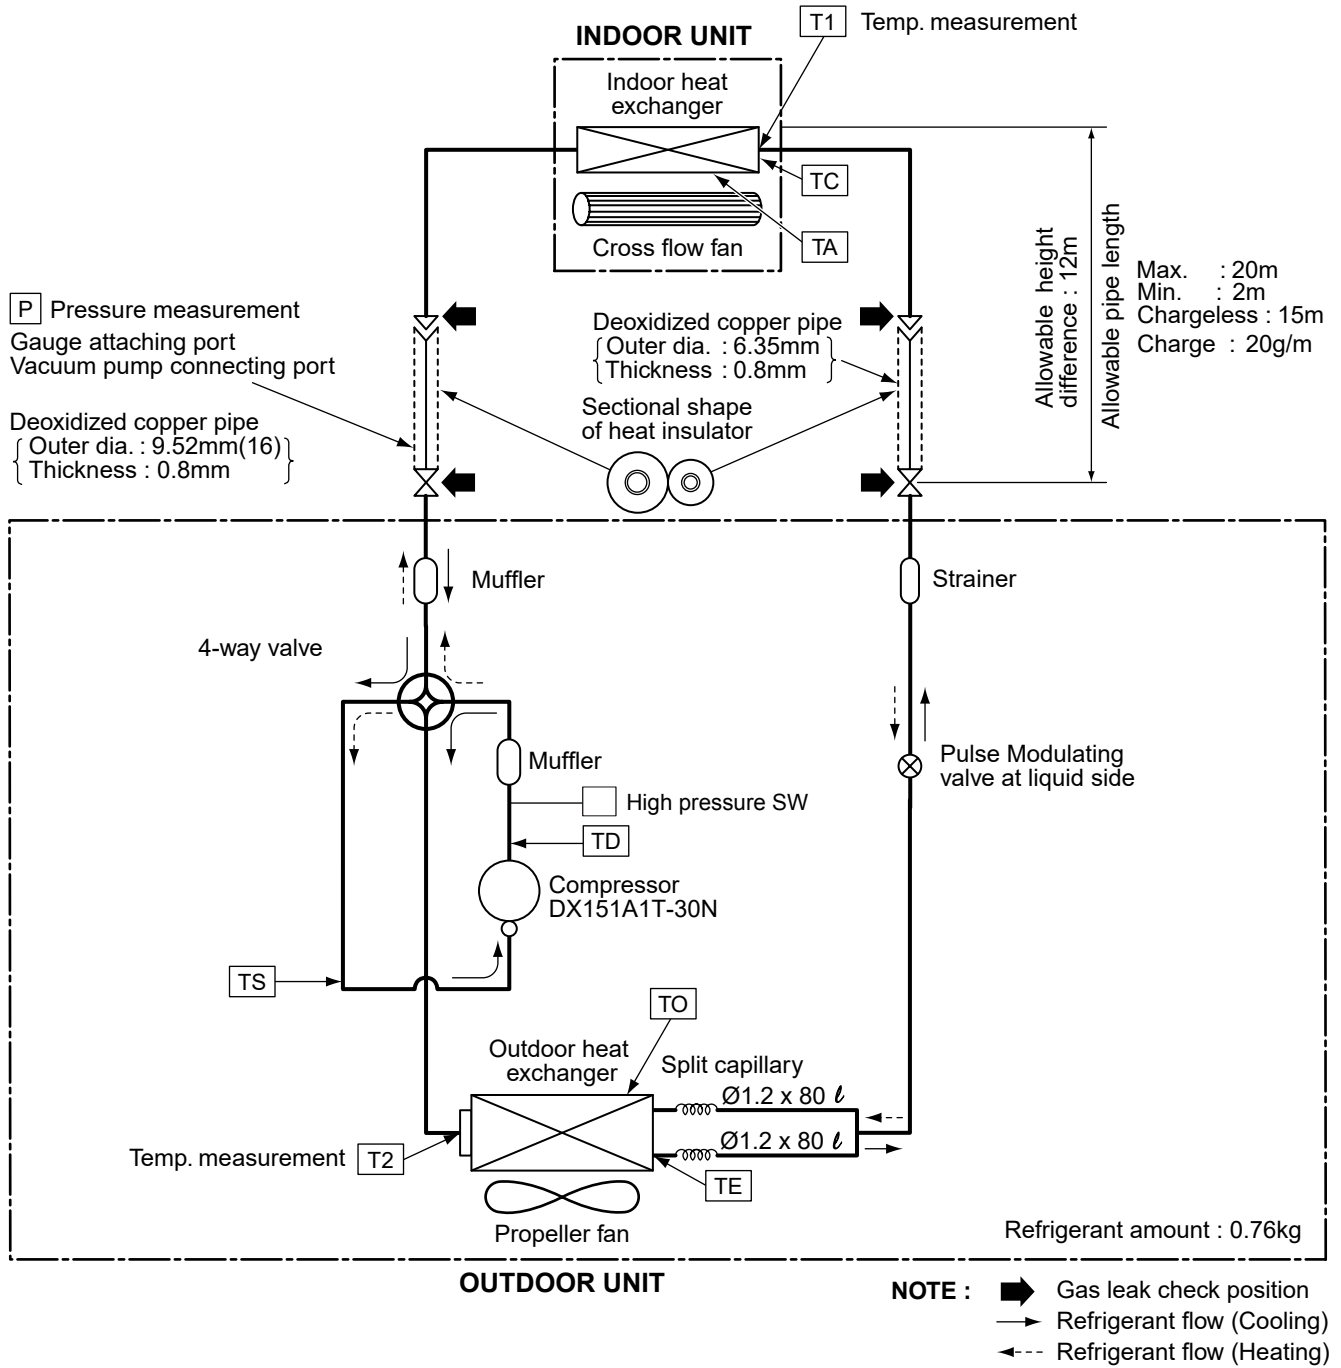 T1 Temp. measurement
INDOOR UNIT
Indoor heat
exchanger
TC
Cross flow fan
TA
Allowable height
difference : 12m
Allowable pipe length
Max. : 20m
Min. : 2m
Chargeless : 15m
Charge : 20g/m
P Pressure measurement
Gauge attaching port
Vacuum pump connecting port
Deoxidized copper pipe
Outer dia. : 9.52mm(16)
Thickness : 0.8mm
Deoxidized copper pipe
Outer dia. : 6.35mm
Thickness : 0.8mm
Sectional shape
of heat insulator
Muffler
Strainer
4-way valve
Muffler
Pulse Modulating
valve at liquid side
High pressure SW
TD
Compressor
DX151A1T-30N
TS
TO
Outdoor heat
exchanger
Split capillary
Ø1.2 x 80 ℓ
Ø1.2 x 80 ℓ
Temp. measurement T2
TE
Propeller fan
Refrigerant amount : 0.76kg
OUTDOOR UNIT
NOTE : Gas leak check position
Refrigerant flow (Cooling)
Refrigerant flow (Heating)